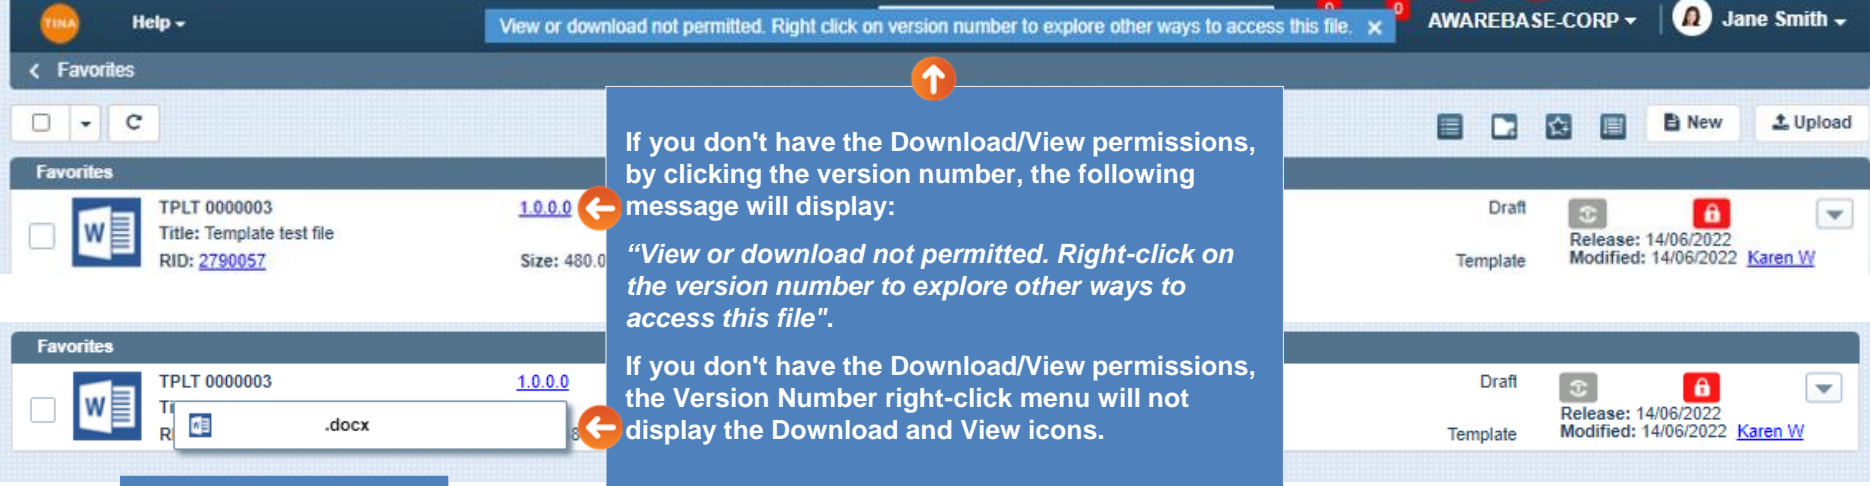 TINA
Help
View or download not permitted. Right click on version number to explore other ways to access this file. x
0
0
AWAREBASE-CORP
Jane Smith
Favorites
New
Upload
Favorites
TPLT 0000003
Title: Template test file
RID: 2790057
1.0.0.0
Size: 480.0
Draft
Template
Release: 14/06/2022
Modified: 14/06/2022 Karen W
If you don't have the Download/View permissions,
by clicking the version number, the following
message will display:
“View or download not permitted. Right-click on
the version number to explore other ways to
access this file".
If you don't have the Download/View permissions,
the Version Number right-click menu will not
display the Download and View icons.
Favorites
TPLT 0000003
Ti
R
.docx
1.0.0.0
8
Draft
Template
Release: 14/06/2022
Modified: 14/06/2022 Karen W